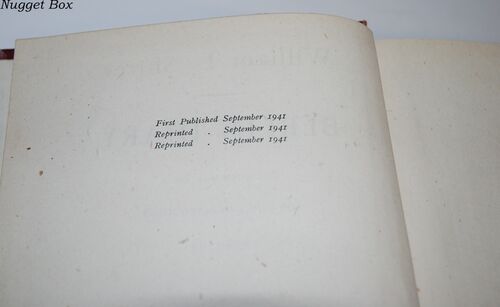 Nugget Box
First Published September 1941
Reprinted . September 1941
Reprinted . September 1941